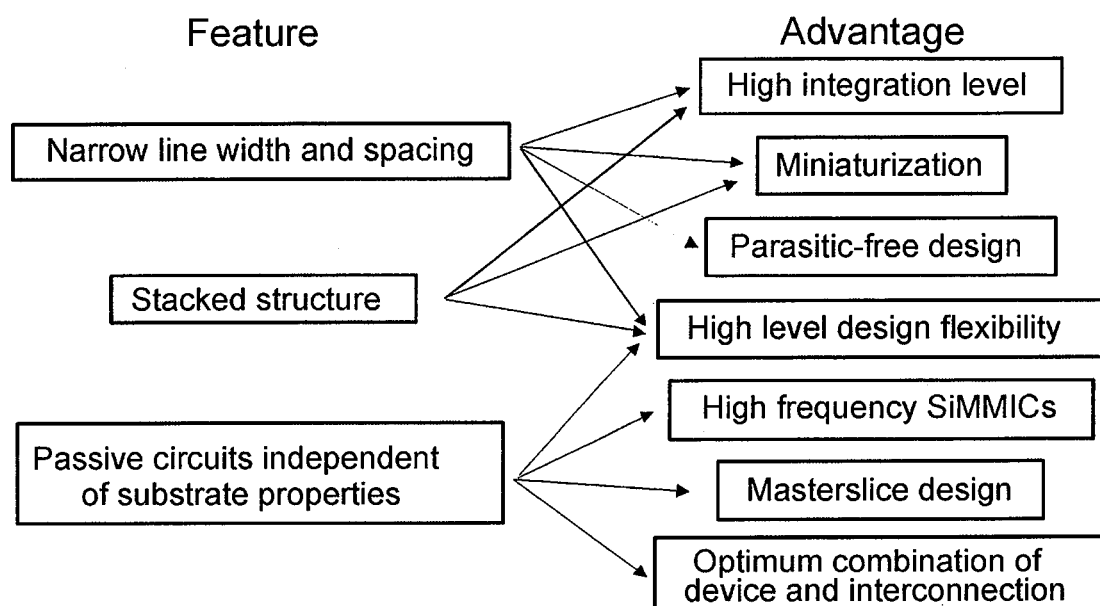 Feature
Advantage
High integration level
Narrow line width and spacing
Miniaturization
Parasitic-free design
Stacked structure
High level design flexibility
High frequency SiMMICs
Passive circuits independent
of substrate properties
Masterslice design
Optimum combination of
device and interconnection